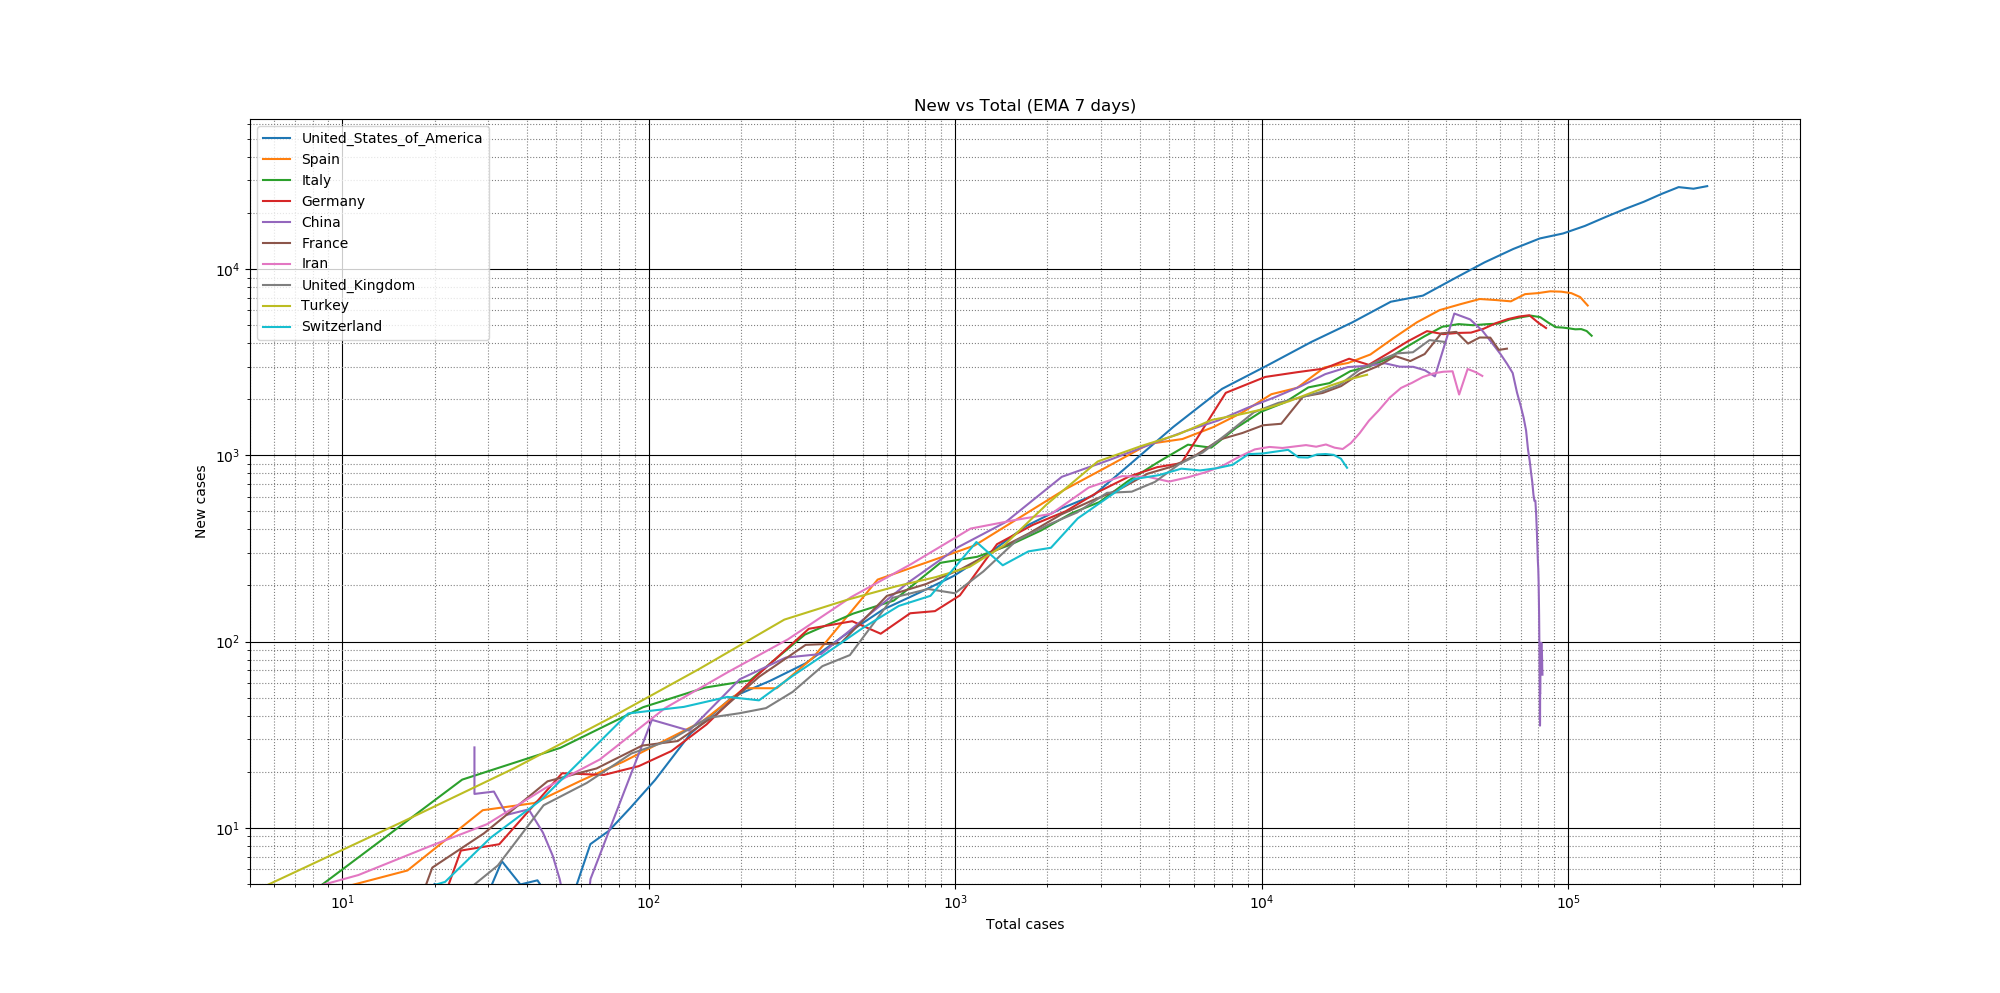 New vs Total (EMA 7 days)
United_States_of_America
Spain
Italy
Germany
China
France
Iran
United_Kingdom
Turkey
Switzerland
New cases
10⁴
10³
10²
10¹
10¹ 10² 10³ 10⁴ 10⁵
Total cases